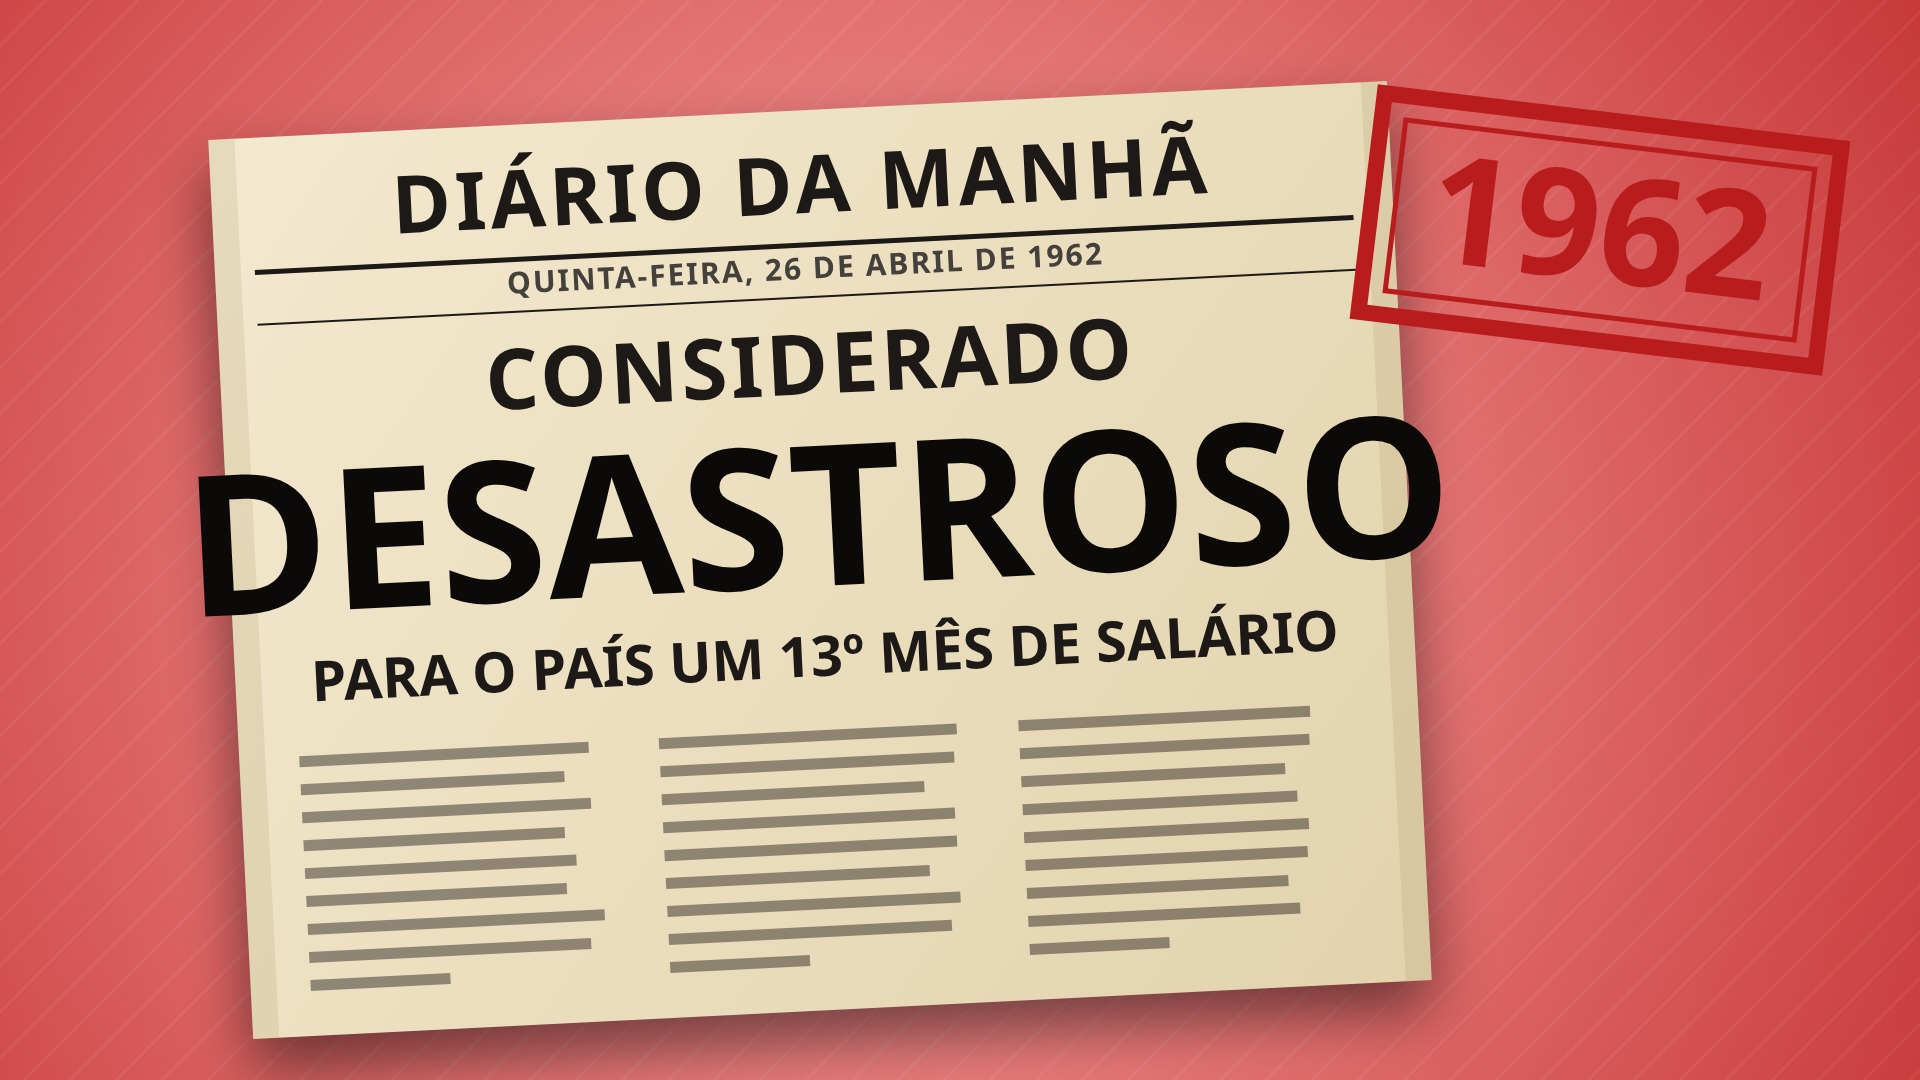 DIÁRIO DA MANHÃ
QUINTA-FEIRA, 26 DE ABRIL DE 1962
CONSIDERADO
DESASTROSO
PARA O PAÍS UM 13º MÊS DE SALÁRIO
1962